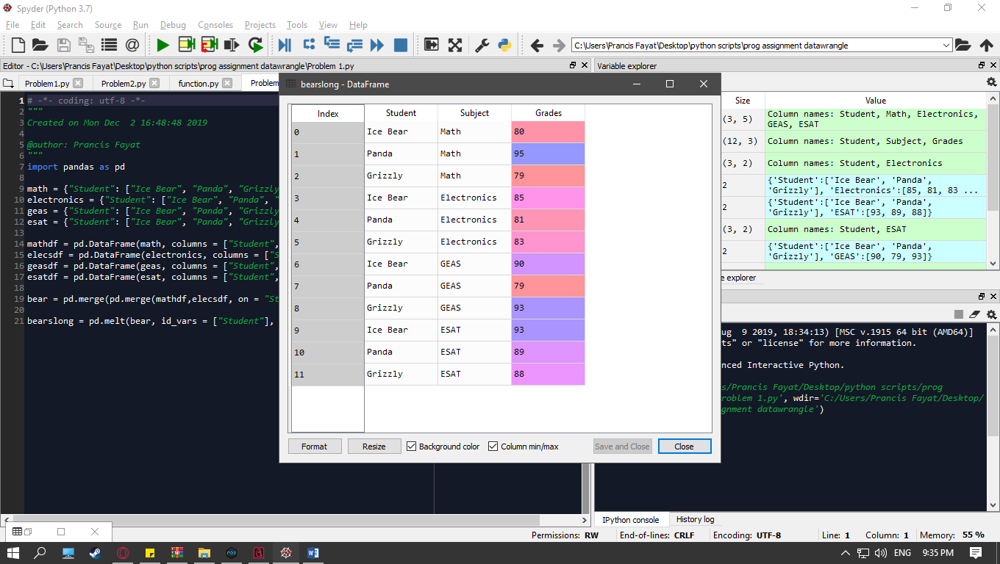 Spyder (Python 3.7)
File Edit Search Source Run Debug Consoles Projects Tools View Help
C:\Users\Prancis Fayat\Desktop\python scripts\prog assignment datawrangle
Editor - C:\Users\Prancis Fayat\Desktop\python scripts\prog assignment datawrangle\Problem 1.py
Problem1.py Problem2.py function.py Problem
1 # -*- coding: utf-8 -*-
2 """
3 Created on Mon Dec  2 16:48:48 2019
4
5 @author: Prancis Fayat
6 """
7 import pandas as pd
8
9 math = {"Student": ["Ice Bear", "Panda", "Grizzly
10 electronics = {"Student": ["Ice Bear", "Panda", "
11 geas = {"Student": ["Ice Bear", "Panda", "Grizzly
12 esat = {"Student": ["Ice Bear", "Panda", "Grizzly
13
14 mathdf = pd.DataFrame(math, columns = ["Student",
15 elecsdf = pd.DataFrame(electronics, columns = ["S
16 geasdf = pd.DataFrame(geas, columns = ["Student",
17 esatdf = pd.DataFrame(esat, columns = ["Student",
18
19 bear = pd.merge(pd.merge(mathdf,elecsdf, on = "St
20
21 bearslong = pd.melt(bear, id_vars = ["Student"],
bearslong - DataFrame
Index Student Subject Grades
0 Ice Bear Math 80
1 Panda Math 95
2 Grizzly Math 79
3 Ice Bear Electronics 85
4 Panda Electronics 81
5 Grizzly Electronics 83
6 Ice Bear GEAS 90
7 Panda GEAS 79
8 Grizzly GEAS 93
9 Ice Bear ESAT 93
10 Panda ESAT 89
11 Grizzly ESAT 88
Format Resize Background color Column min/max Save and Close Close
Variable explorer
Size Value
(3, 5) Column names: Student, Math, Electronics,
GEAS, ESAT
(12, 3) Column names: Student, Subject, Grades
(3, 2) Column names: Student, Electronics
2 {'Student':['Ice Bear', 'Panda',
'Grizzly'], 'Electronics':[85, 81, 83 ...
2 {'Student':['Ice Bear', 'Panda',
'Grizzly'], 'ESAT':[93, 89, 88]}
(3, 2) Column names: Student, ESAT
2 {'Student':['Ice Bear', 'Panda',
'Grizzly'], 'GEAS':[90, 79, 93]}
e explorer
ug  9 2019, 18:34:13) [MSC v.1915 64 bit (AMD64)]
ts" or "license" for more information.
nced Interactive Python.
s/Prancis Fayat/Desktop/python scripts/prog
roblem 1.py', wdir='C:/Users/Prancis Fayat/Desktop/
gnment datawrangle')
IPython console History log
Permissions: RW End-of-lines: CRLF Encoding: UTF-8 Line: 1 Column: 1 Memory: 55 %
ENG 9:35 PM